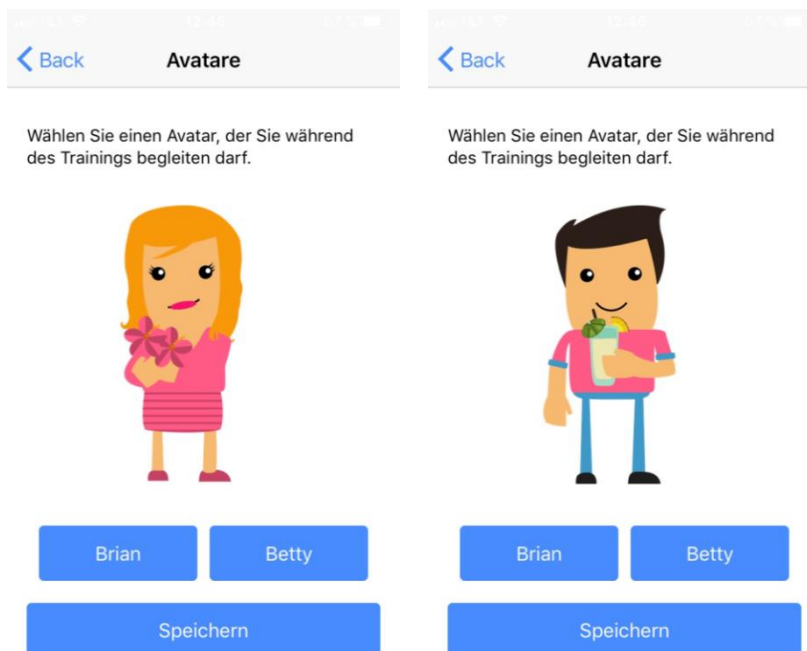 Back
Avatare
Wählen Sie einen Avatar, der Sie während
des Trainings begleiten darf.
Brian
Betty
Speichern
Back
Avatare
Wählen Sie einen Avatar, der Sie während
des Trainings begleiten darf.
Brian
Betty
Speichern